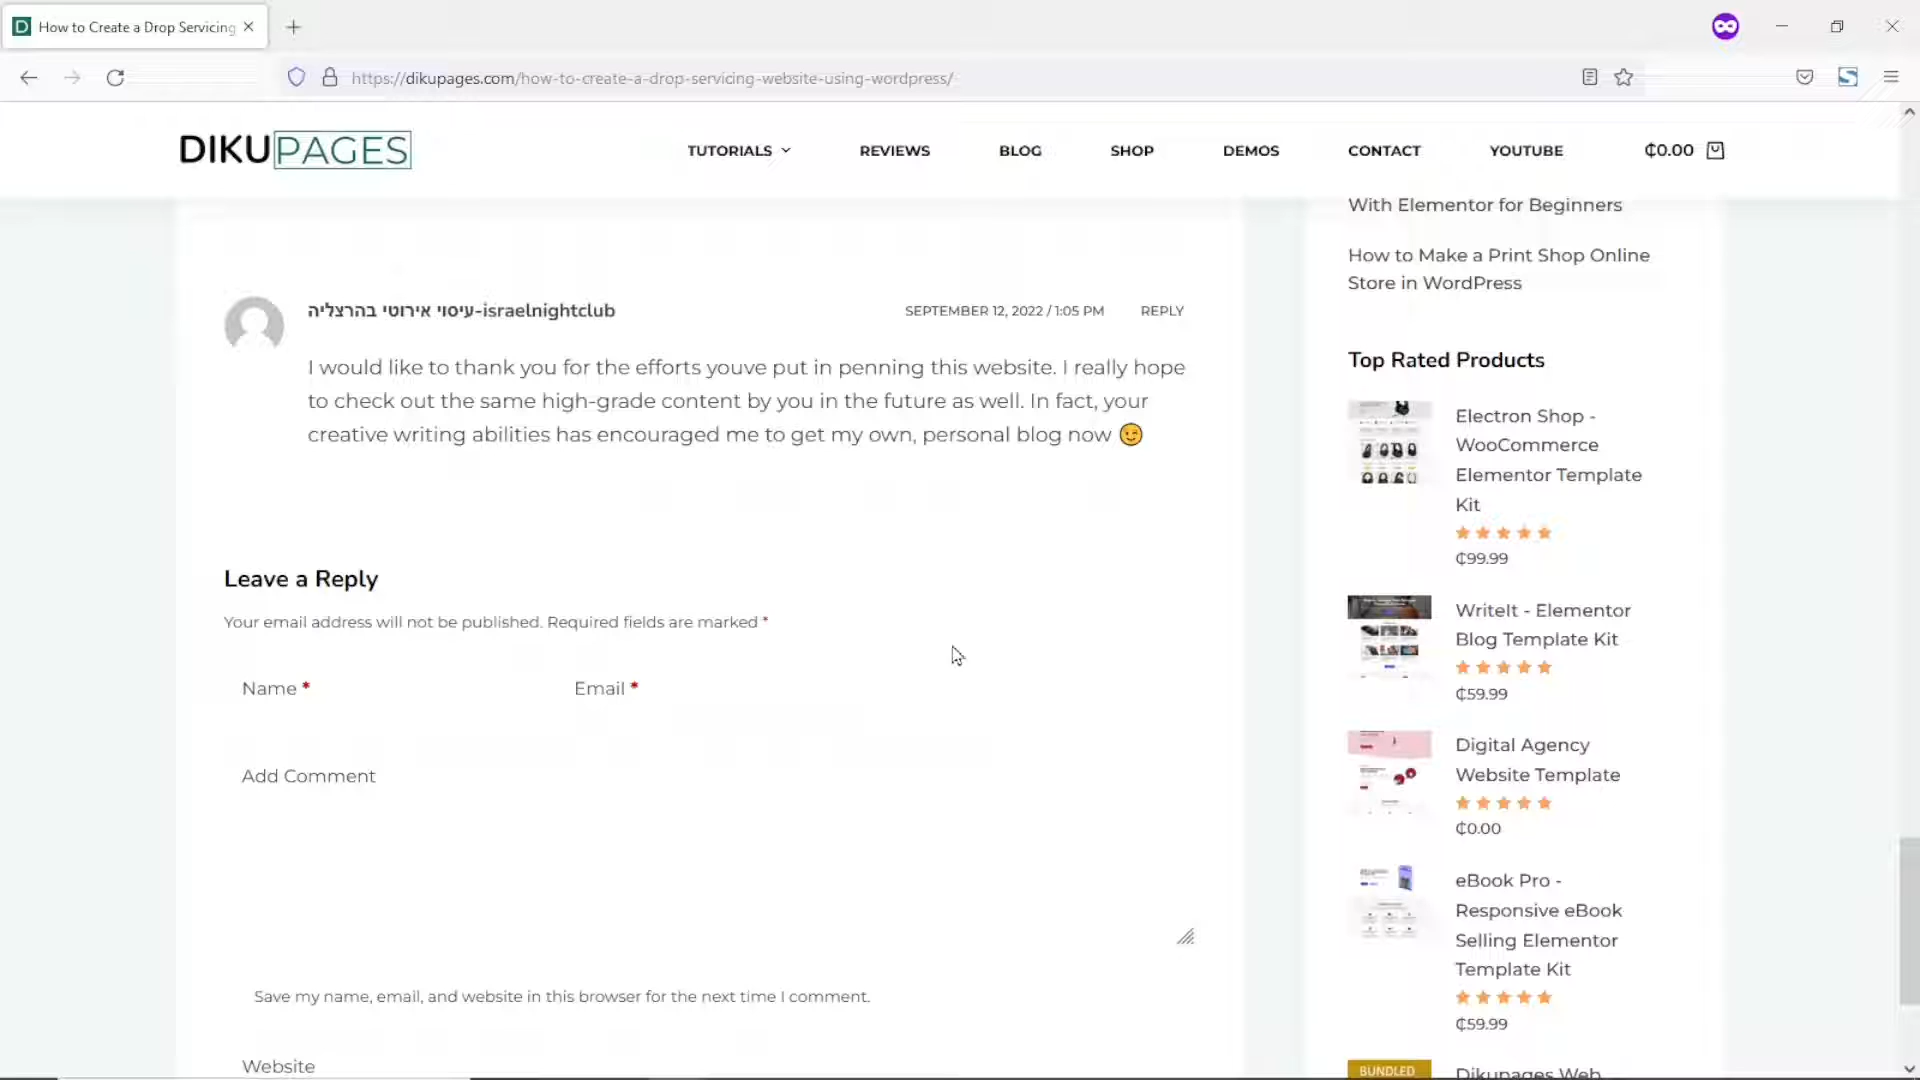 How to Create a Drop Servicing
https://dikupages.com/how-to-create-a-drop-servicing-website-using-wordpress/
DIKUPAGES
TUTORIALS
REVIEWS
BLOG
SHOP
DEMOS
CONTACT
YOUTUBE
₵0.00
עיסוי אירוטי בהרצליה-israelnightclub
SEPTEMBER 12, 2022 / 1:05 PM
REPLY
I would like to thank you for the efforts youve put in penning this website. I really hope
to check out the same high-grade content by you in the future as well. In fact, your
creative writing abilities has encouraged me to get my own, personal blog now 😉
Leave a Reply
Your email address will not be published. Required fields are marked *
Name *
Email *
Add Comment
Save my name, email, and website in this browser for the next time I comment.
Website
With Elementor for Beginners
How to Make a Print Shop Online
Store in WordPress
Top Rated Products
Electron Shop -
WooCommerce
Elementor Template
Kit
₵99.99
WriteIt - Elementor
Blog Template Kit
₵59.99
Digital Agency
Website Template
₵0.00
eBook Pro -
Responsive eBook
Selling Elementor
Template Kit
₵59.99
BUNDLED
Dikupages Web